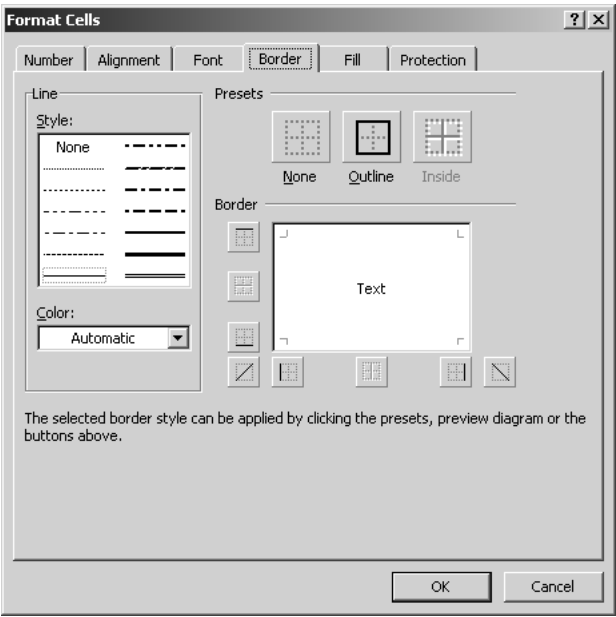 Format Cells
Number Alignment Font Border Fill Protection
Line
Style:
None
Color:
Automatic
Presets
None Outline Inside
Border
Text
The selected border style can be applied by clicking the presets, preview diagram or the
buttons above.
OK Cancel